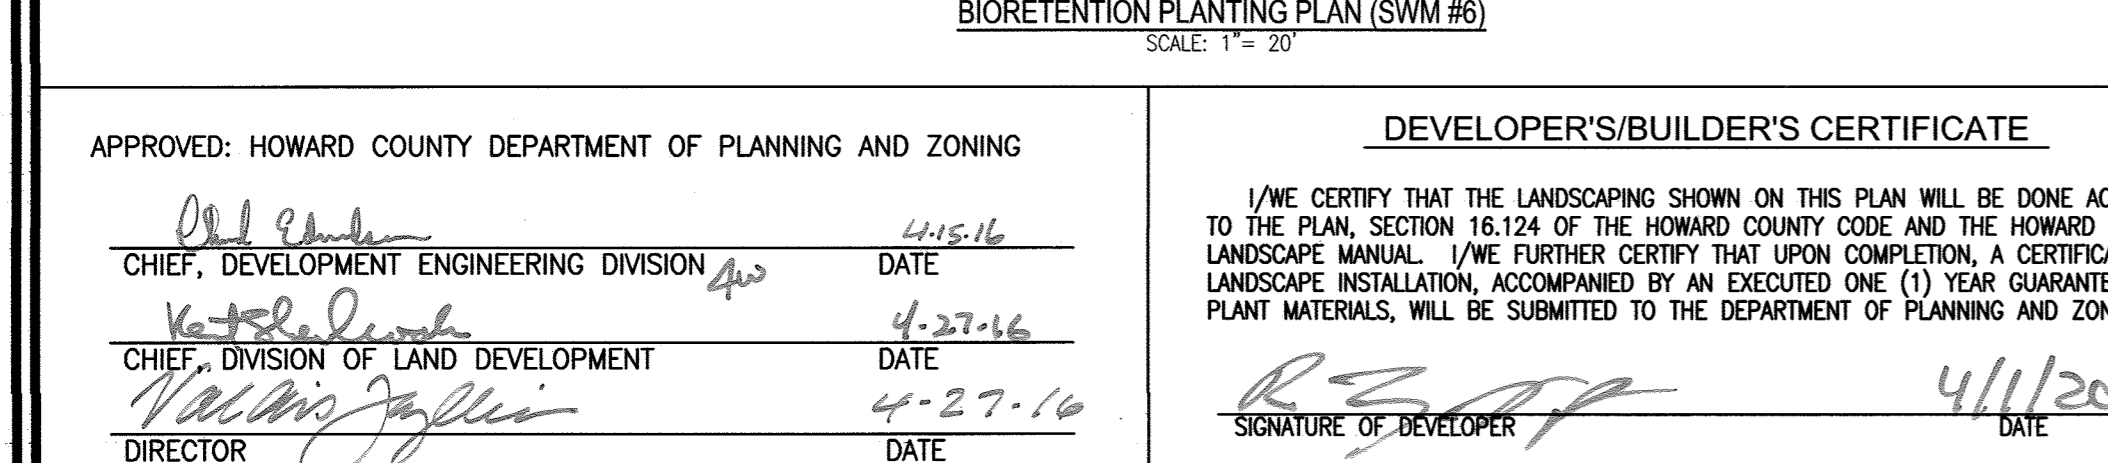 BIORETENTION PLANTING PLAN (SWM #6)
SCALE: 1"= 20'
APPROVED: HOWARD COUNTY DEPARTMENT OF PLANNING AND ZONING
4-15-16
CHIEF, DEVELOPMENT ENGINEERING DIVISION DATE
4-27-16
CHIEF, DIVISION OF LAND DEVELOPMENT DATE
4-27-16
DIRECTOR DATE
DEVELOPER'S/BUILDER'S CERTIFICATE
I/WE CERTIFY THAT THE LANDSCAPING SHOWN ON THIS PLAN WILL BE DONE AC
TO THE PLAN, SECTION 16.124 OF THE HOWARD COUNTY CODE AND THE HOWARD
LANDSCAPE MANUAL. I/WE FURTHER CERTIFY THAT UPON COMPLETION, A CERTIFICA
LANDSCAPE INSTALLATION, ACCOMPANIED BY AN EXECUTED ONE (1) YEAR GUARANTE
PLANT MATERIALS, WILL BE SUBMITTED TO THE DEPARTMENT OF PLANNING AND ZON
4/1/20
SIGNATURE OF DEVELOPER DATE